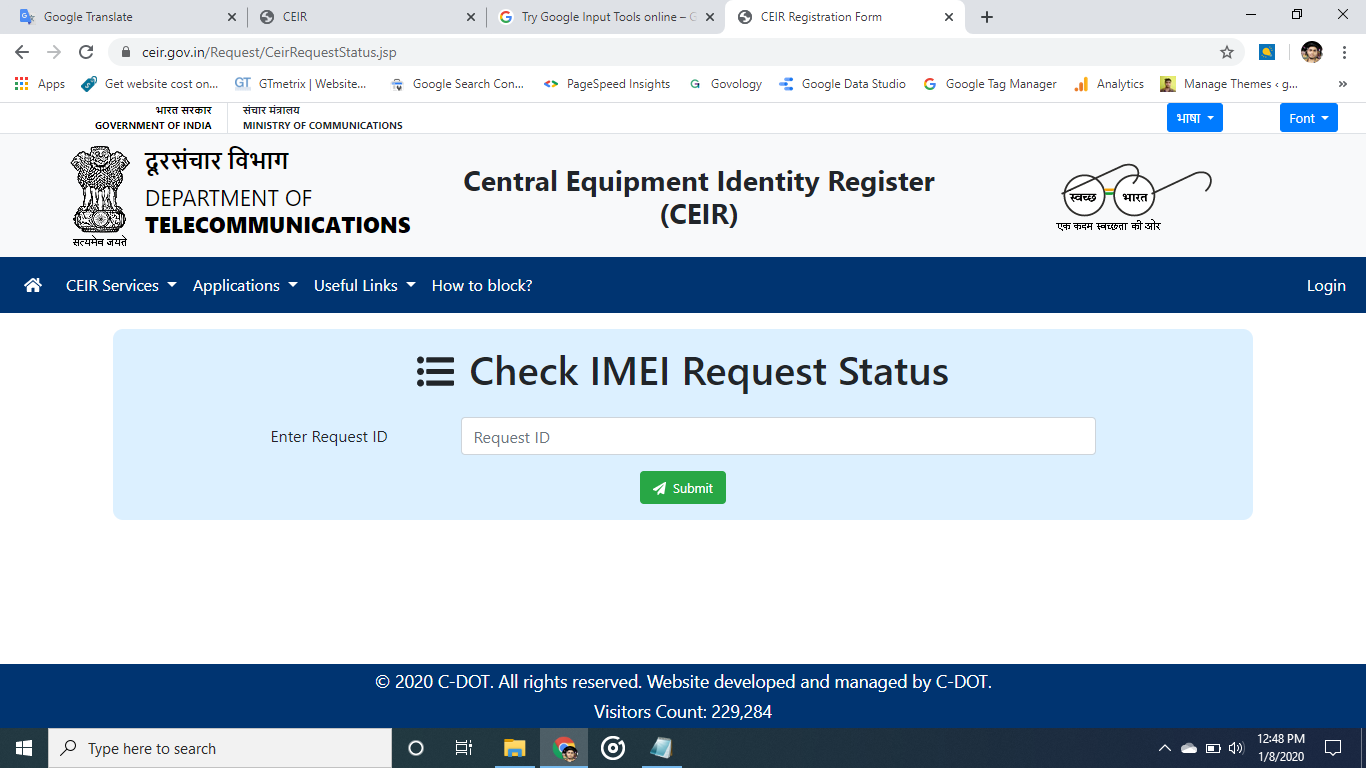 Google Translate
CEIR
Try Google Input Tools online – G
CEIR Registration Form
ceir.gov.in/Request/CeirRequestStatus.jsp
Apps
Get website cost on...
GT GTmetrix | Website...
Google Search Con...
PageSpeed Insights
G Govology
Google Data Studio
Google Tag Manager
Analytics
Manage Themes ‹ g...
भारत सरकार
GOVERNMENT OF INDIA
संचार मंत्रालय
MINISTRY OF COMMUNICATIONS
भाषा
Font
सत्यमेव जयते
दूरसंचार विभाग
DEPARTMENT OF
TELECOMMUNICATIONS
Central Equipment Identity Register
(CEIR)
स्वच्छ भारत
एक कदम स्वच्छता की ओर
CEIR Services
Applications
Useful Links
How to block?
Login
Check IMEI Request Status
Enter Request ID
Request ID
Submit
© 2020 C-DOT. All rights reserved. Website developed and managed by C-DOT.
Visitors Count: 229,284
Type here to search
12:48 PM
1/8/2020